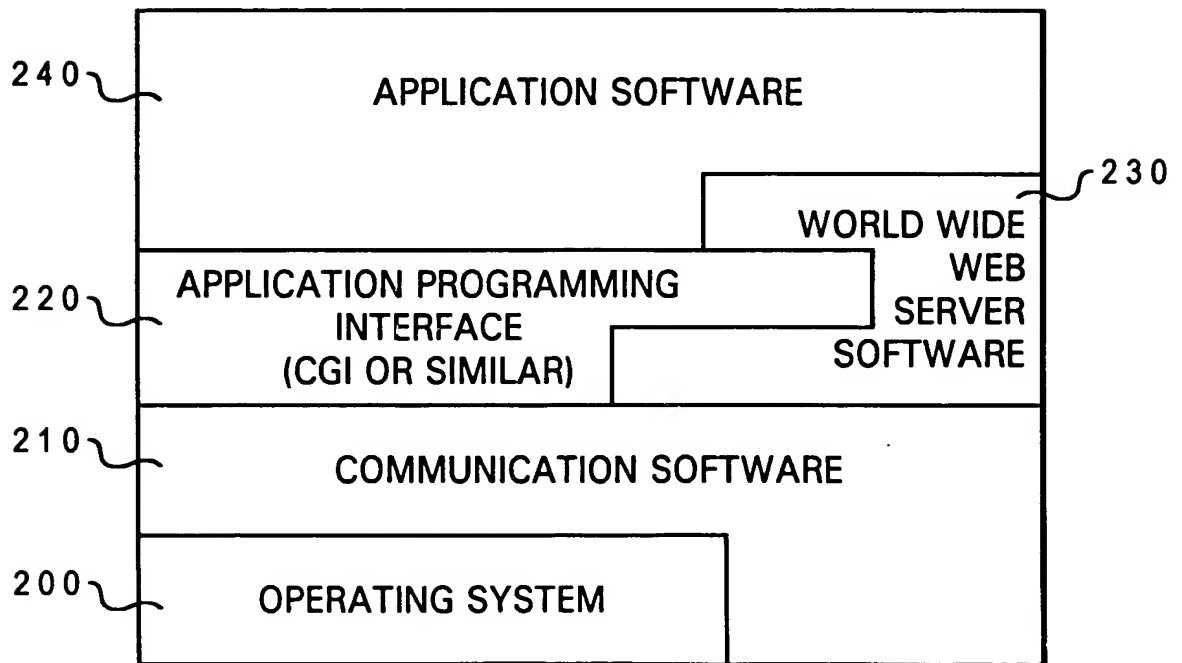 240
APPLICATION SOFTWARE
230
WORLD WIDE
WEB
SERVER
SOFTWARE
220
APPLICATION PROGRAMMING
INTERFACE
(CGI OR SIMILAR)
210
COMMUNICATION SOFTWARE
200
OPERATING SYSTEM